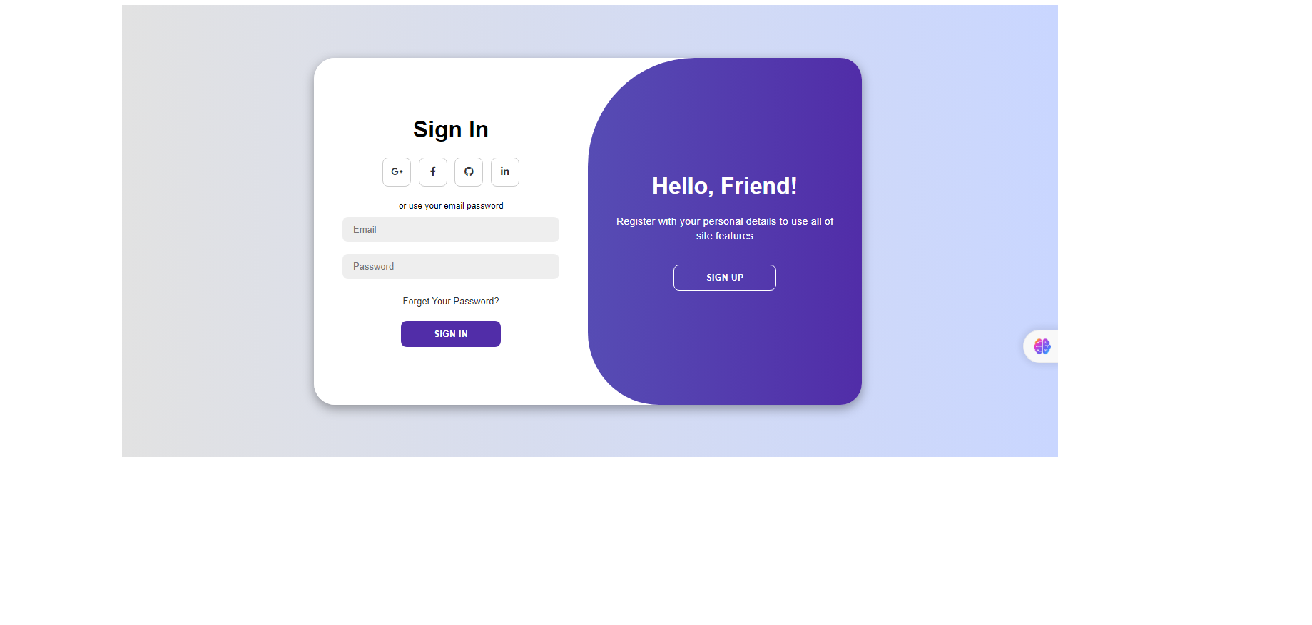 Sign In
G+
f
in
or use your email password
Email
Password
Forget Your Password?
SIGN IN
Hello, Friend!
Register with your personal details to use all of
site features
SIGN UP